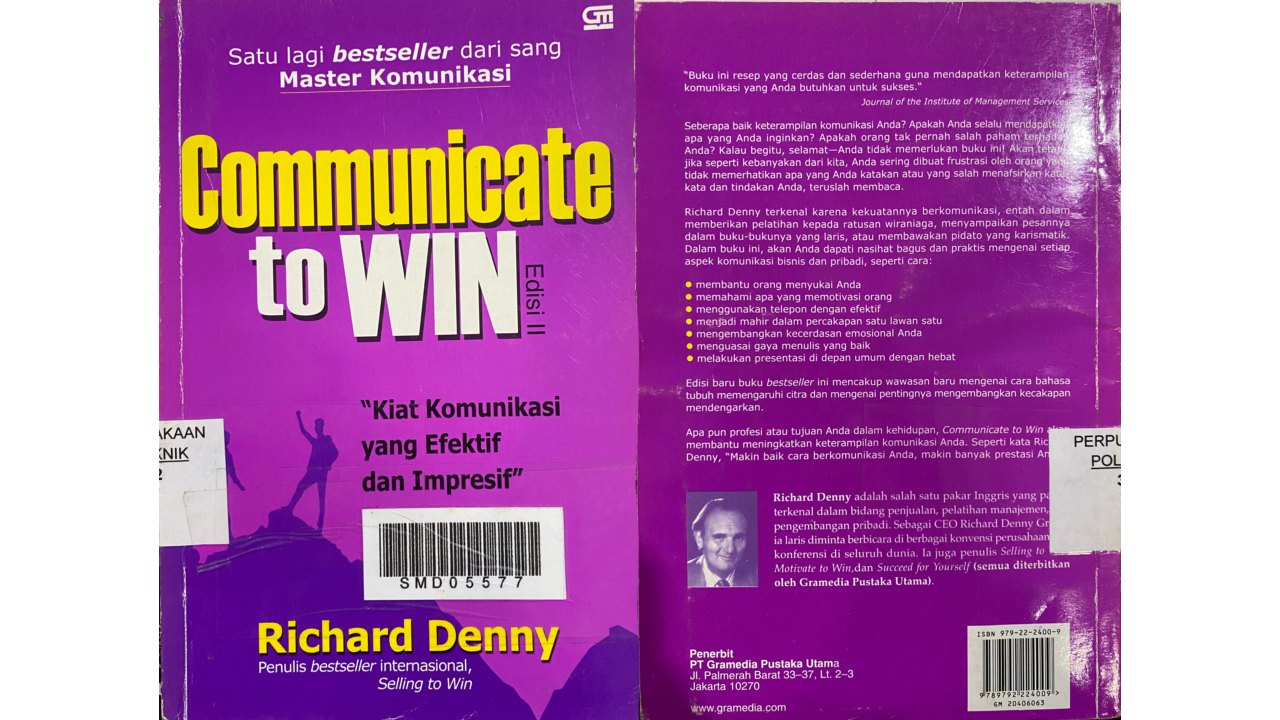 GM
Satu lagi bestseller dari sang
Master Komunikasi
Communicate
to WIN
Edisi II
"Kiat Komunikasi
yang Efektif
dan Impresif"
AKAAN
KNIK
2
SMD05577
Richard Denny
Penulis bestseller internasional,
Selling to Win
"Buku ini resep yang cerdas dan sederhana guna mendapatkan keterampilan
komunikasi yang Anda butuhkan untuk sukses."
Journal of the Institute of Management Services
Seberapa baik keterampilan komunikasi Anda? Apakah Anda selalu mendapatkan
apa yang Anda inginkan? Apakah orang tak pernah salah paham terhadap
Anda? Kalau begitu, selamat—Anda tidak memerlukan buku ini! Akan tetapi,
jika seperti kebanyakan dari kita, Anda sering dibuat frustrasi oleh orang yang
tidak memerhatikan apa yang Anda katakan atau yang salah menafsirkan kata-
kata dan tindakan Anda, teruslah membaca.
Richard Denny terkenal karena kekuatannya berkomunikasi, entah dalam
memberikan pelatihan kepada ratusan wiraniaga, menyampaikan pesannya
dalam buku-bukunya yang laris, atau membawakan pidato yang karismatik.
Dalam buku ini, akan Anda dapati nasihat bagus dan praktis mengenai setiap
aspek komunikasi bisnis dan pribadi, seperti cara:
• membantu orang menyukai Anda
• memahami apa yang memotivasi orang
• menggunakan telepon dengan efektif
• menjadi mahir dalam percakapan satu lawan satu
• mengembangkan kecerdasan emosional Anda
• menguasai gaya menulis yang baik
• melakukan presentasi di depan umum dengan hebat
Edisi baru buku bestseller ini mencakup wawasan baru mengenai cara bahasa
tubuh memengaruhi citra dan mengenai pentingnya mengembangkan kecakapan
mendengarkan.
Apa pun profesi atau tujuan Anda dalam kehidupan, Communicate to Win akan
membantu meningkatkan keterampilan komunikasi Anda. Seperti kata Ric
Denny, "Makin baik cara berkomunikasi Anda, makin banyak prestasi An
PERPU
POL
3
Richard Denny adalah salah satu pakar Inggris yang pa
terkenal dalam bidang penjualan, pelatihan manajemen,
pengembangan pribadi. Sebagai CEO Richard Denny Gr
ia laris diminta berbicara di berbagai konvensi perusahaan
konferensi di seluruh dunia. Ia juga penulis Selling to
Motivate to Win,dan Succeed for Yourself (semua diterbitkan
oleh Gramedia Pustaka Utama).
Penerbit
PT Gramedia Pustaka Utama
Jl. Palmerah Barat 33-37, Lt. 2-3
Jakarta 10270
www.gramedia.com
ISBN 979-22-2400-9
9789792224009>
GM 20406063